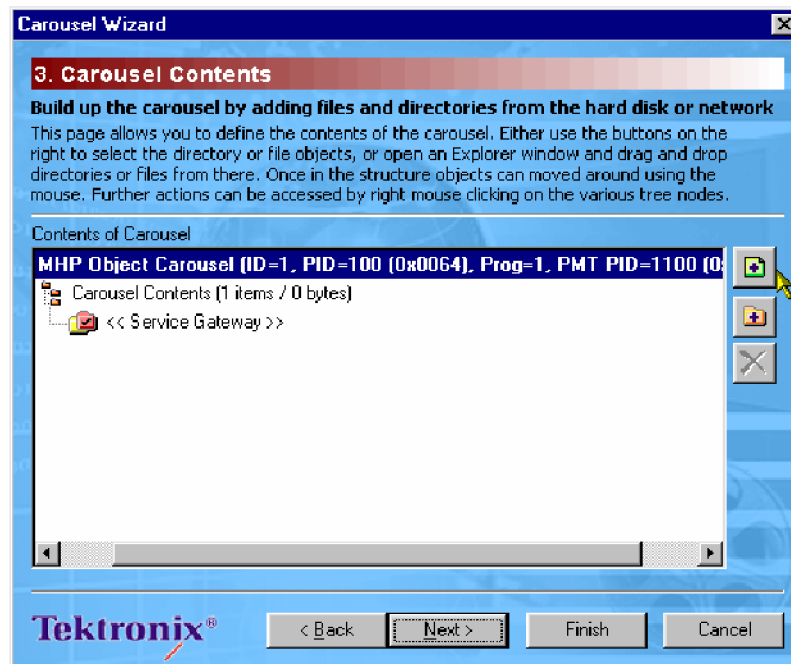 Carousel Wizard
3. Carousel Contents
Build up the carousel by adding files and directories from the hard disk or network
This page allows you to define the contents of the carousel. Either use the buttons on the
right to select the directory or file objects, or open an Explorer window and drag and drop
directories or files from there. Once in the structure objects can moved around using the
mouse. Further actions can be accessed by right mouse clicking on the various tree nodes.
Contents of Carousel
MHP Object Carousel (ID=1, PID=100 (0x0064), Prog=1, PMT PID=1100 (0:
Carousel Contents (1 items / 0 bytes)
<< Service Gateway >>
Tektronix®
< Back
Next >
Finish
Cancel